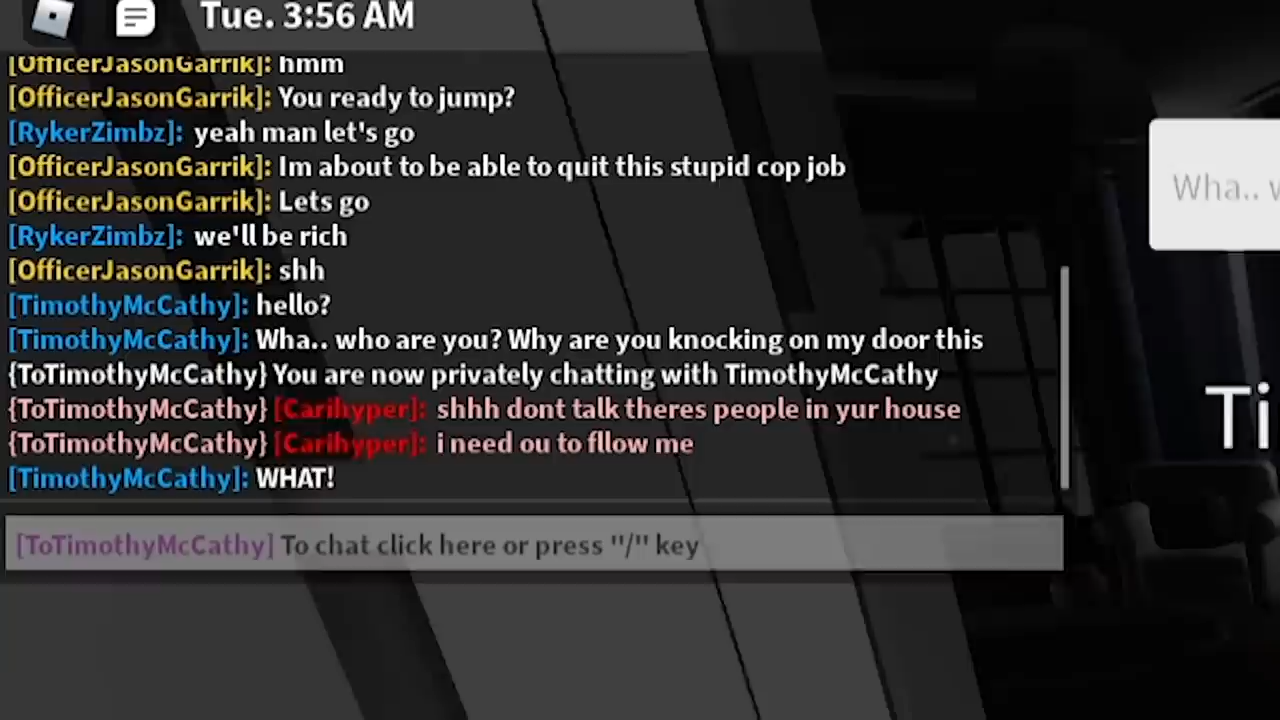 Tue. 3:56 AM
[OfficerJasonGarrik]: hmm
[OfficerJasonGarrik]: You ready to jump?
[RykerZimbz]: yeah man let's go
[OfficerJasonGarrik]: Im about to be able to quit this stupid cop job
[OfficerJasonGarrik]: Lets go
[RykerZimbz]: we'll be rich
[OfficerJasonGarrik]: shh
[TimothyMcCathy]: hello?
[TimothyMcCathy]: Wha.. who are you? Why are you knocking on my door this
{ToTimothyMcCathy} You are now privately chatting with TimothyMcCathy
{ToTimothyMcCathy} [Carihyper]: shhh dont talk theres people in yur house
{ToTimothyMcCathy} [Carihyper]: i need ou to fllow me
[TimothyMcCathy]: WHAT!
[ToTimothyMcCathy] To chat click here or press "/" key
Wha.. w
Ti